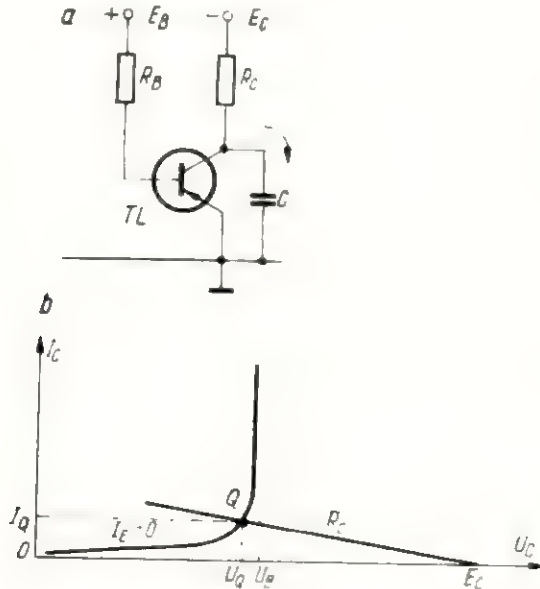 a
+ E_B
- E_C
R_B
R_C
TL
C
b
I_C
Q
I_Q
I_E = 0
R_C
0
U_Q U_B
E_C
U_C